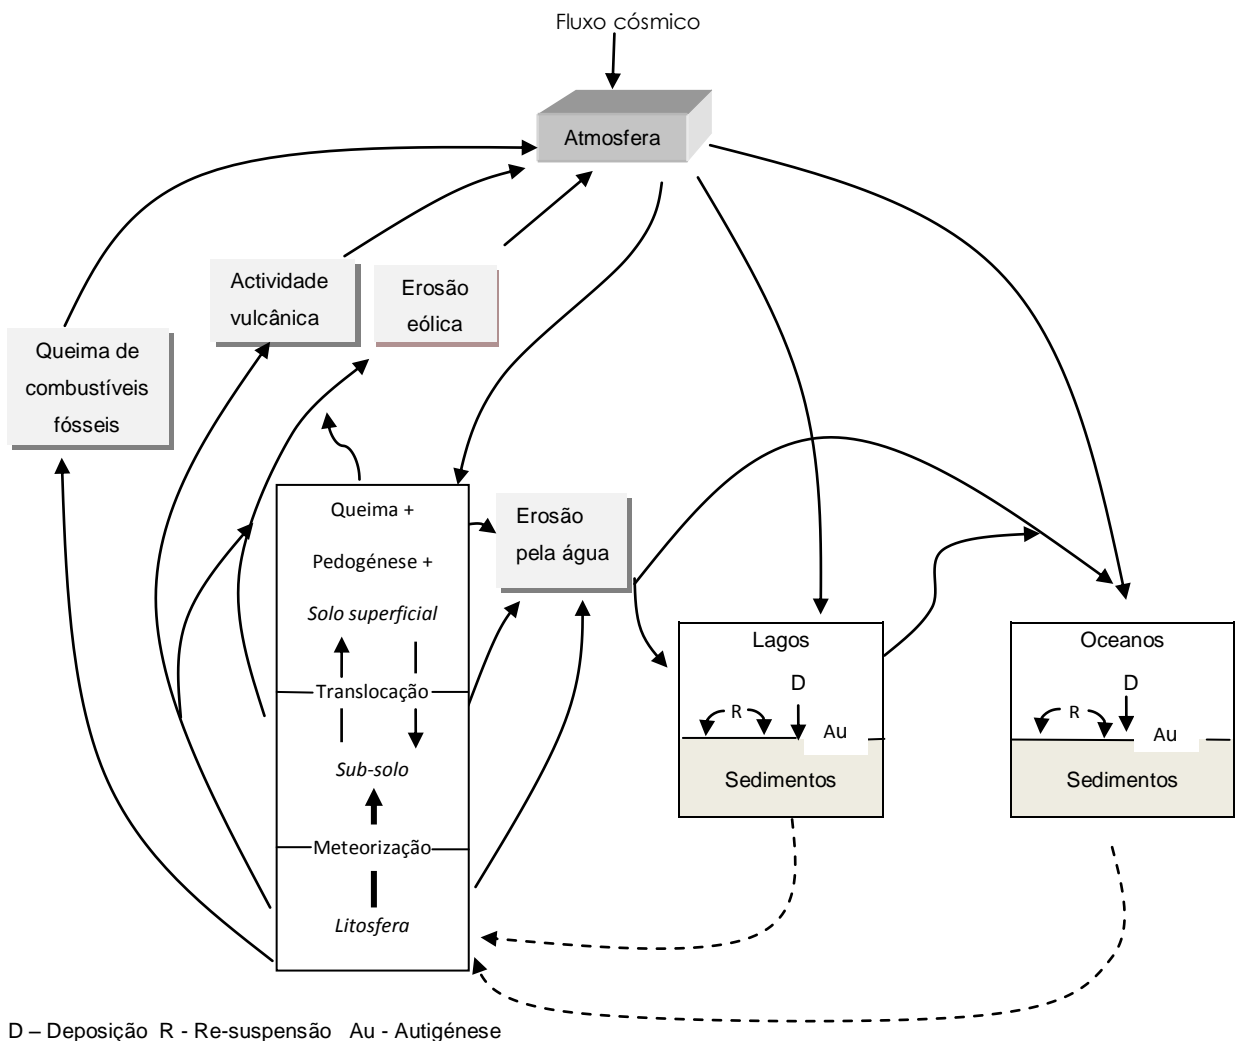 Fluxo cósmico
Atmosfera
Actividade
vulcânica
Erosão
eólica
Queima de
combustíveis
fósseis
Queima +
Pedogénese +
Solo superficial
Translocação
Sub-solo
Meteorização
Litosfera
Erosão
pela água
Lagos
D
R
Au
Sedimentos
Oceanos
D
R
Au
Sedimentos
D – Deposição R - Re-suspensão Au - Autigénese